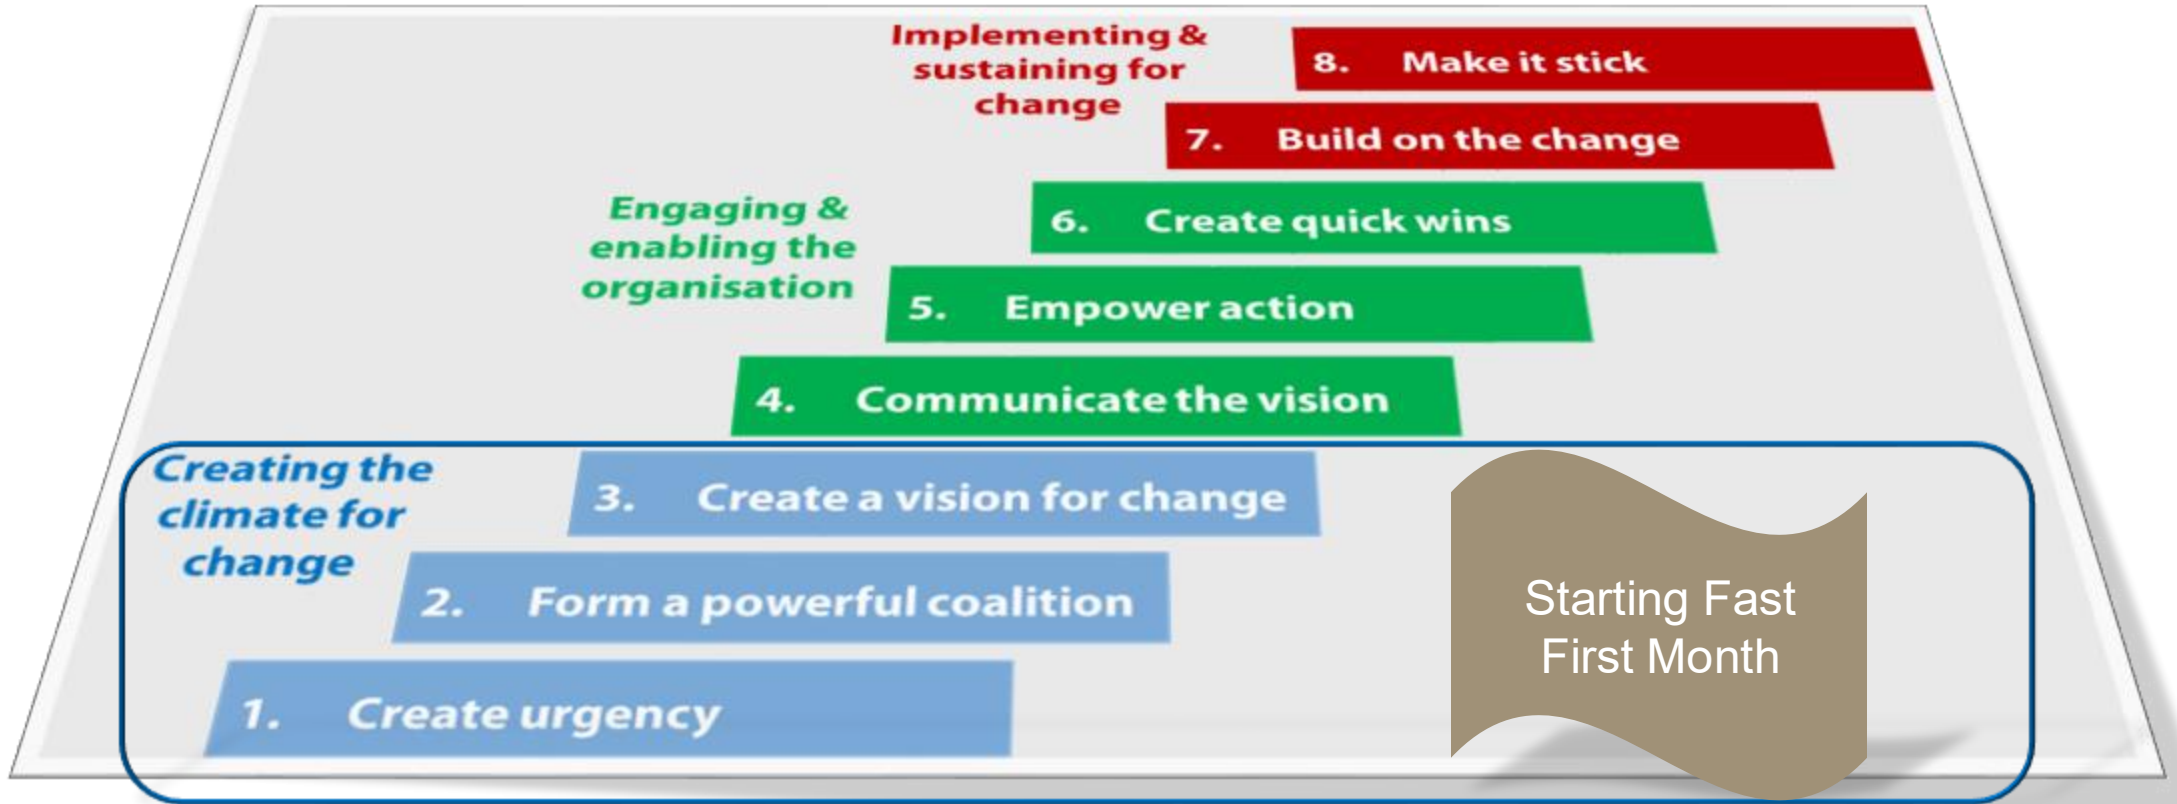 Implementing &
sustaining for
change
8. Make it stick
7. Build on the change
Engaging &
enabling the
organisation
6. Create quick wins
5. Empower action
4. Communicate the vision
Creating the
climate for
change
3. Create a vision for change
2. Form a powerful coalition
1. Create urgency
Starting Fast
First Month